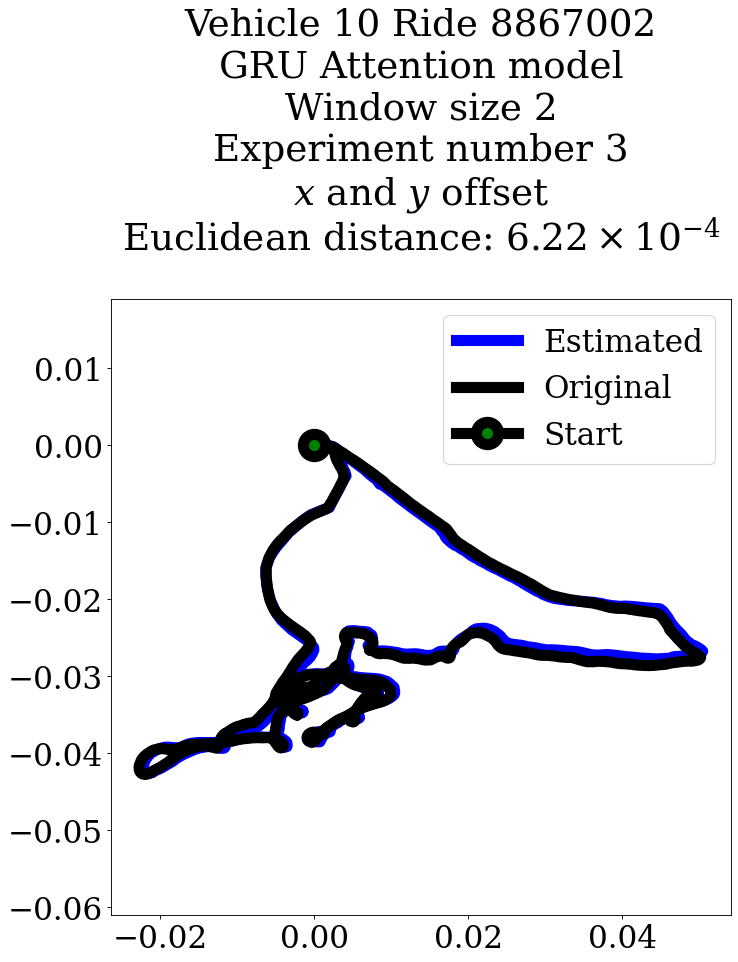 Vehicle 10 Ride 8867002
GRU Attention model
Window size 2
Experiment number 3
x and y offset
Euclidean distance: 6.22 × 10⁻⁴
Estimated
Original
Start
0.01
0.00
−0.01
−0.02
−0.03
−0.04
−0.05
−0.06
−0.02 0.00 0.02 0.04